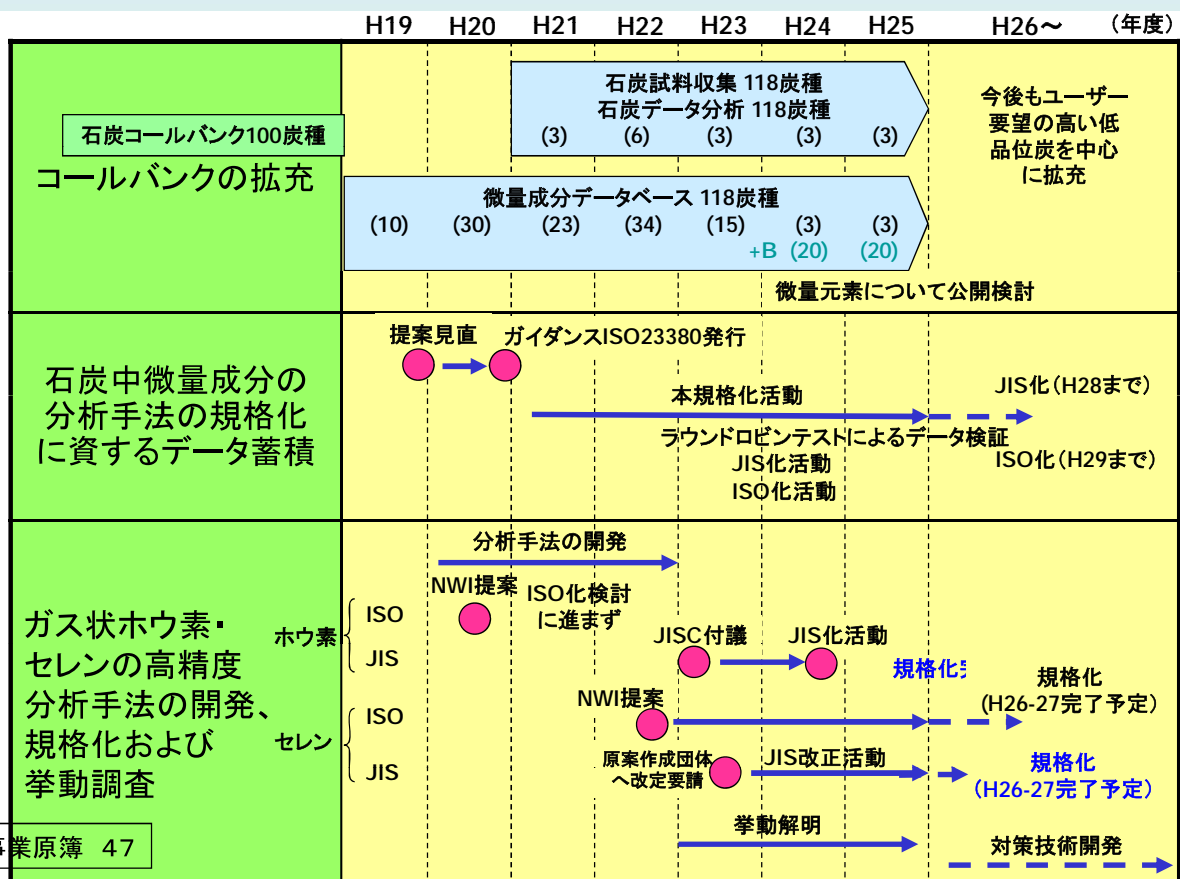 H19 H20 H21 H22 H23 H24 H25 H26～ （年度）
石炭コールバンク100炭種
コールバンクの拡充
石炭試料収集 118炭種
石炭データ分析 118炭種
(3) (6) (3) (3) (3)
今後もユーザー
要望の高い低
品位炭を中心
に拡充
微量成分データベース 118炭種
(10) (30) (23) (34) (15) (3) (3)
+B (20) (20)
微量元素について公開検討
石炭中微量成分の
分析手法の規格化
に資するデータ蓄積
提案見直
ガイダンスISO23380発行
本規格化活動
ラウンドロビンテストによるデータ検証
JIS化活動
ISO化活動
JIS化（H28まで）
ISO化（H29まで）
ガス状ホウ素・
セレンの高精度
分析手法の開発、
規格化および
挙動調査
ホウ素
ISO
JIS
セレン
ISO
JIS
分析手法の開発
NWI提案
ISO化検討
に進まず
JISC付議
JIS化活動
規格化
NWI提案
規格化
(H26-27完了予定)
原案作成団体
へ改定要請
JIS改正活動
規格化
（H26-27完了予定）
挙動解明
対策技術開発
業原簿 47